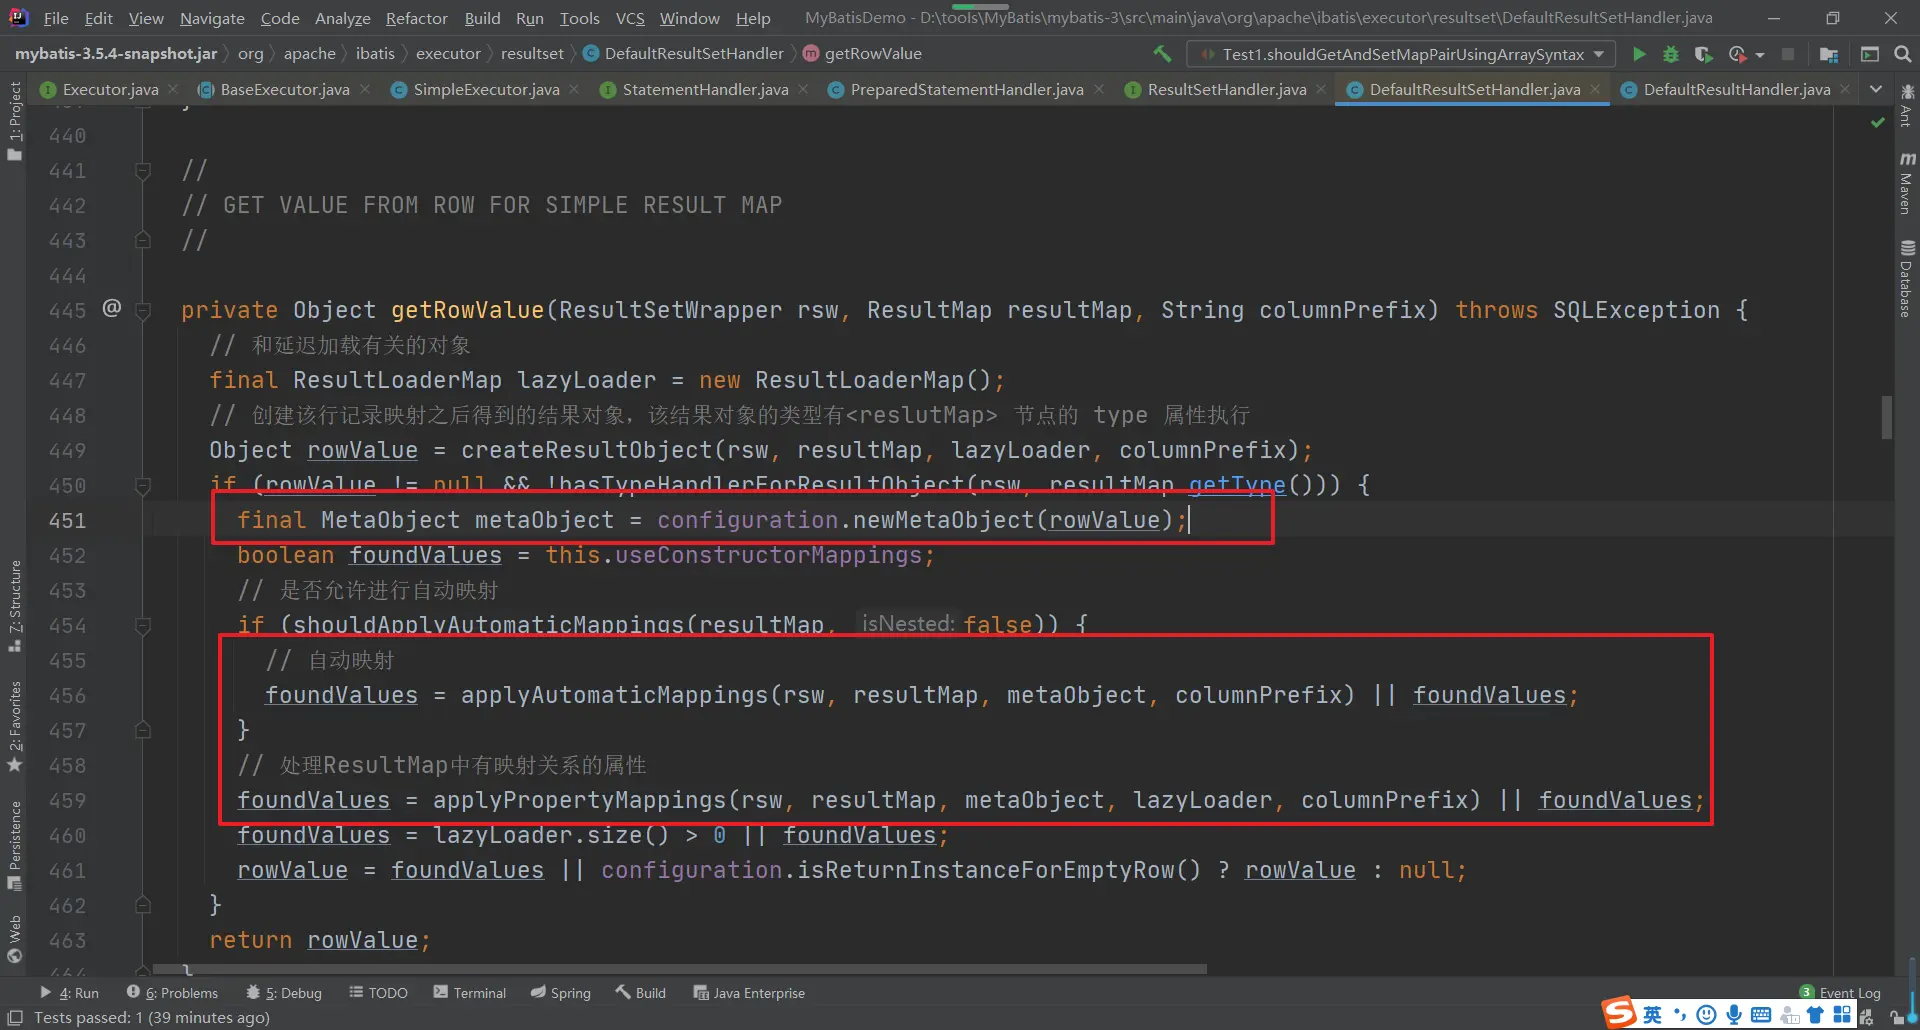 File Edit View Navigate Code Analyze Refactor Build Run Tools VCS Window Help MyBatisDemo - D:\tools\MyBatis\mybatis-3\src\main\java\org\apache\ibatis\executor\resultset\DefaultResultSetHandler.java
mybatis-3.5.4-snapshot.jar org apache ibatis executor resultset DefaultResultSetHandler getRowValue Test1.shouldGetAndSetMapPairUsingArraySyntax
Executor.java BaseExecutor.java SimpleExecutor.java StatementHandler.java PreparedStatementHandler.java ResultSetHandler.java DefaultResultSetHandler.java DefaultResultHandler.java
1: Project
7: Structure
2: Favorites
Persistence
Web
Ant
Maven
Database
440
441 //
442 // GET VALUE FROM ROW FOR SIMPLE RESULT MAP
443 //
444
445 @ private Object getRowValue(ResultSetWrapper rsw, ResultMap resultMap, String columnPrefix) throws SQLException {
446 // 和延迟加载有关的对象
447 final ResultLoaderMap lazyLoader = new ResultLoaderMap();
448 // 创建该行记录映射之后得到的结果对象，该结果对象的类型有<reslutMap> 节点的 type 属性执行
449 Object rowValue = createResultObject(rsw, resultMap, lazyLoader, columnPrefix);
450 if (rowValue != null && !hasTypeHandlerForResultObject(rsw, resultMap.getType())) {
451 final MetaObject metaObject = configuration.newMetaObject(rowValue);
452 boolean foundValues = this.useConstructorMappings;
453 // 是否允许进行自动映射
454 if (shouldApplyAutomaticMappings(resultMap, isNested: false)) {
455 // 自动映射
456 foundValues = applyAutomaticMappings(rsw, resultMap, metaObject, columnPrefix) || foundValues;
457 }
458 // 处理ResultMap中有映射关系的属性
459 foundValues = applyPropertyMappings(rsw, resultMap, metaObject, lazyLoader, columnPrefix) || foundValues;
460 foundValues = lazyLoader.size() > 0 || foundValues;
461 rowValue = foundValues || configuration.isReturnInstanceForEmptyRow() ? rowValue : null;
462 }
463 return rowValue;
464 }
4: Run 6: Problems 5: Debug TODO Terminal Spring Build Java Enterprise 3 Event Log
Tests passed: 1 (39 minutes ago)
S 英